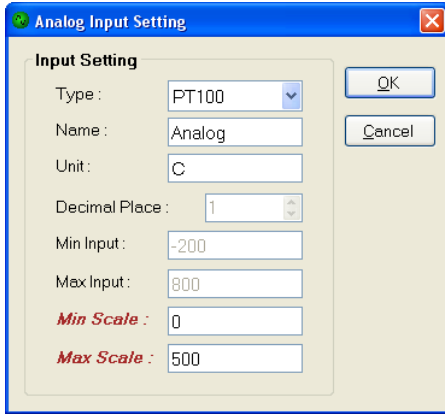 Analog Input Setting
Input Setting
Type : PT100
OK
Name : Analog
Cancel
Unit : C
Decimal Place : 1
Min Input : -200
Max Input : 800
Min Scale : 0
Max Scale : 500